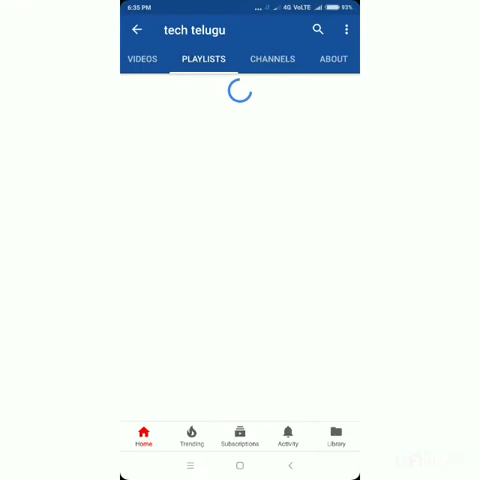 6:35 PM ... 4G VoLTE 93%
tech telugu
VIDEOS PLAYLISTS CHANNELS ABOUT
Home Trending Subscriptions Activity Library